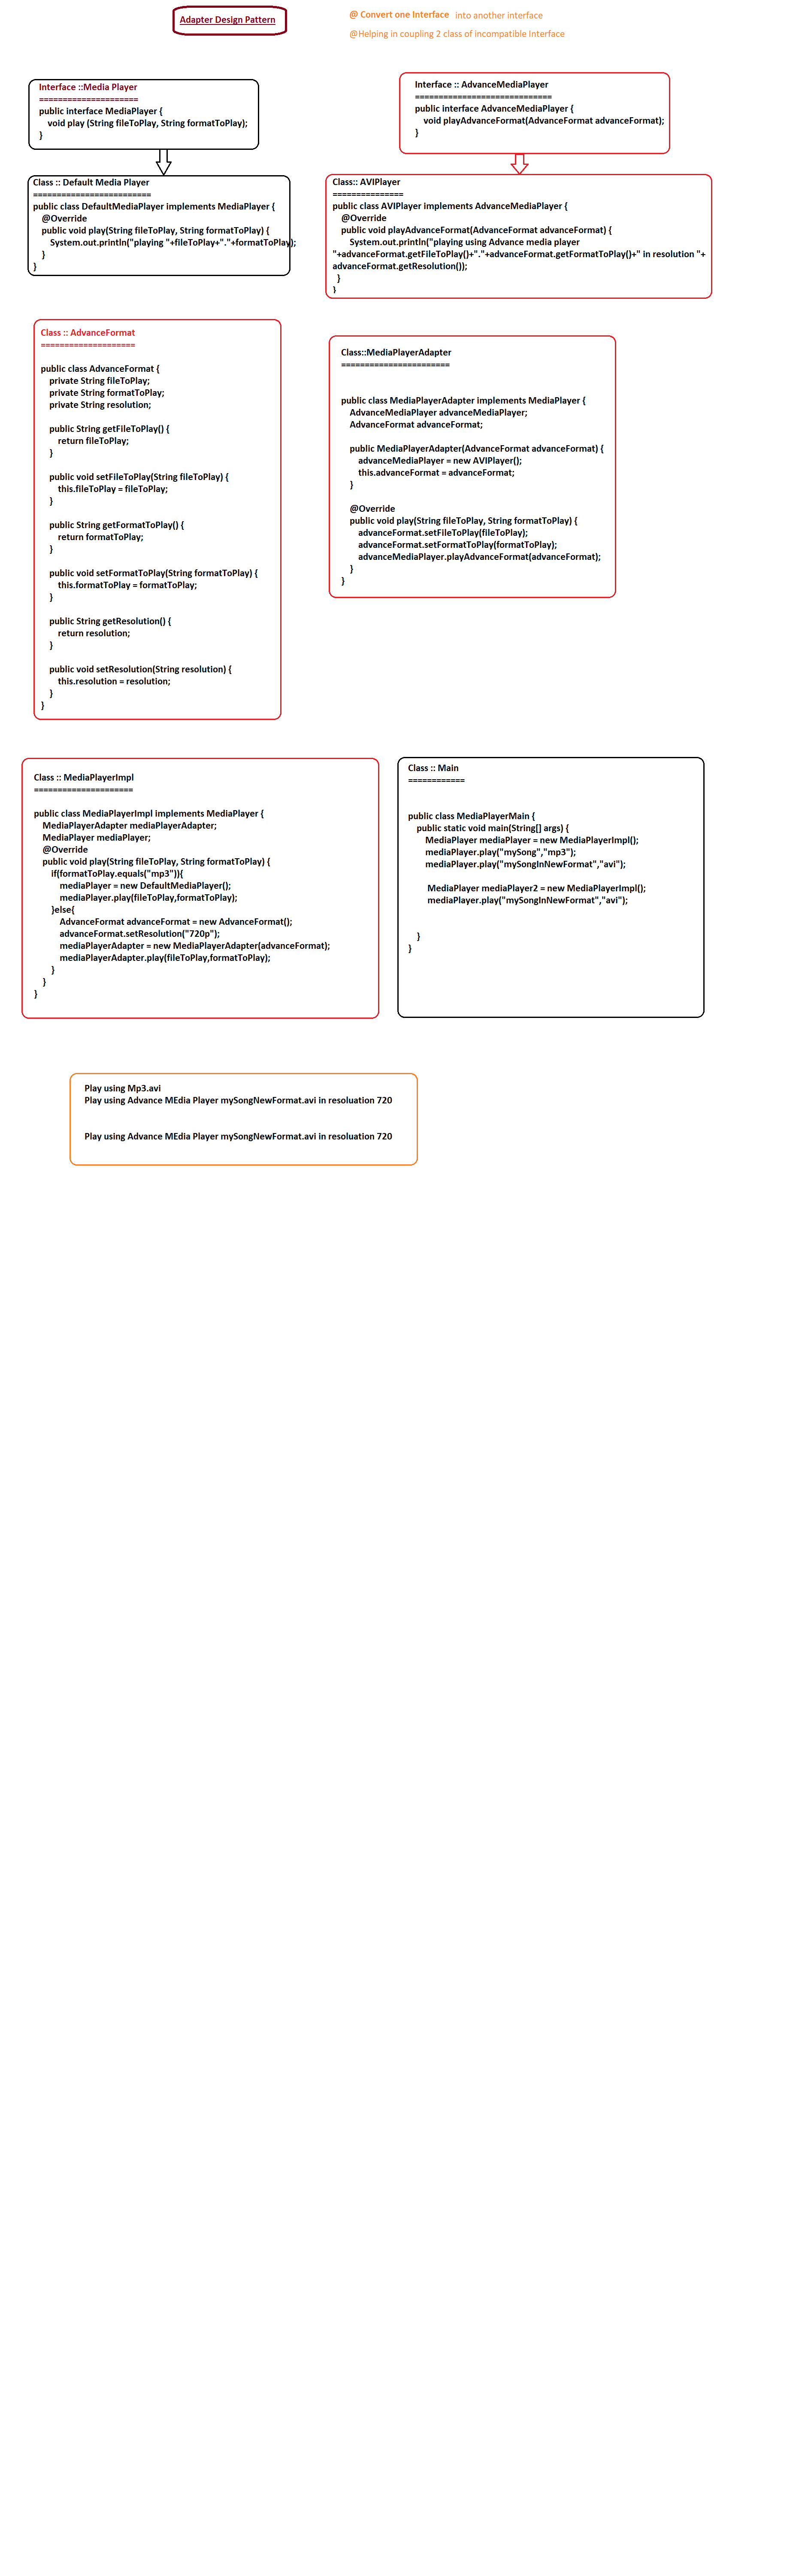 Adapter Design Pattern
@ Convert one Interface into another interface
@Helping in coupling 2 class of incompatible Interface
Interface ::Media Player
=====================
public interface MediaPlayer {
void play (String fileToPlay, String formatToPlay);
}
Interface :: AdvanceMediaPlayer
=============================
public interface AdvanceMediaPlayer {
void playAdvanceFormat(AdvanceFormat advanceFormat);
}
Class :: Default Media Player
=========================
public class DefaultMediaPlayer implements MediaPlayer {
@Override
public void play(String fileToPlay, String formatToPlay) {
System.out.println("playing "+fileToPlay+"."+formatToPlay);
}
}
Class:: AVIPlayer
===============
public class AVIPlayer implements AdvanceMediaPlayer {
@Override
public void playAdvanceFormat(AdvanceFormat advanceFormat) {
System.out.println("playing using Advance media player
"+advanceFormat.getFileToPlay()+"."+advanceFormat.getFormatToPlay()+" in resolution "+
advanceFormat.getResolution());
}
}
Class :: AdvanceFormat
====================
public class AdvanceFormat {
private String fileToPlay;
private String formatToPlay;
private String resolution;
public String getFileToPlay() {
return fileToPlay;
}
public void setFileToPlay(String fileToPlay) {
this.fileToPlay = fileToPlay;
}
public String getFormatToPlay() {
return formatToPlay;
}
public void setFormatToPlay(String formatToPlay) {
this.formatToPlay = formatToPlay;
}
public String getResolution() {
return resolution;
}
public void setResolution(String resolution) {
this.resolution = resolution;
}
}
Class::MediaPlayerAdapter
=======================
public class MediaPlayerAdapter implements MediaPlayer {
AdvanceMediaPlayer advanceMediaPlayer;
AdvanceFormat advanceFormat;
public MediaPlayerAdapter(AdvanceFormat advanceFormat) {
advanceMediaPlayer = new AVIPlayer();
this.advanceFormat = advanceFormat;
}
@Override
public void play(String fileToPlay, String formatToPlay) {
advanceFormat.setFileToPlay(fileToPlay);
advanceFormat.setFormatToPlay(formatToPlay);
advanceMediaPlayer.playAdvanceFormat(advanceFormat);
}
}
Class :: MediaPlayerImpl
=====================
public class MediaPlayerImpl implements MediaPlayer {
MediaPlayerAdapter mediaPlayerAdapter;
MediaPlayer mediaPlayer;
@Override
public void play(String fileToPlay, String formatToPlay) {
if(formatToPlay.equals("mp3")){
mediaPlayer = new DefaultMediaPlayer();
mediaPlayer.play(fileToPlay,formatToPlay);
}else{
AdvanceFormat advanceFormat = new AdvanceFormat();
advanceFormat.setResolution("720p");
mediaPlayerAdapter = new MediaPlayerAdapter(advanceFormat);
mediaPlayerAdapter.play(fileToPlay,formatToPlay);
}
}
}
Class :: Main
============
public class MediaPlayerMain {
public static void main(String[] args) {
MediaPlayer mediaPlayer = new MediaPlayerImpl();
mediaPlayer.play("mySong","mp3");
mediaPlayer.play("mySongInNewFormat","avi");
MediaPlayer mediaPlayer2 = new MediaPlayerImpl();
mediaPlayer.play("mySongInNewFormat","avi");
}
}
Play using Mp3.avi
Play using Advance MEdia Player mySongNewFormat.avi in resoluation 720
Play using Advance MEdia Player mySongNewFormat.avi in resoluation 720